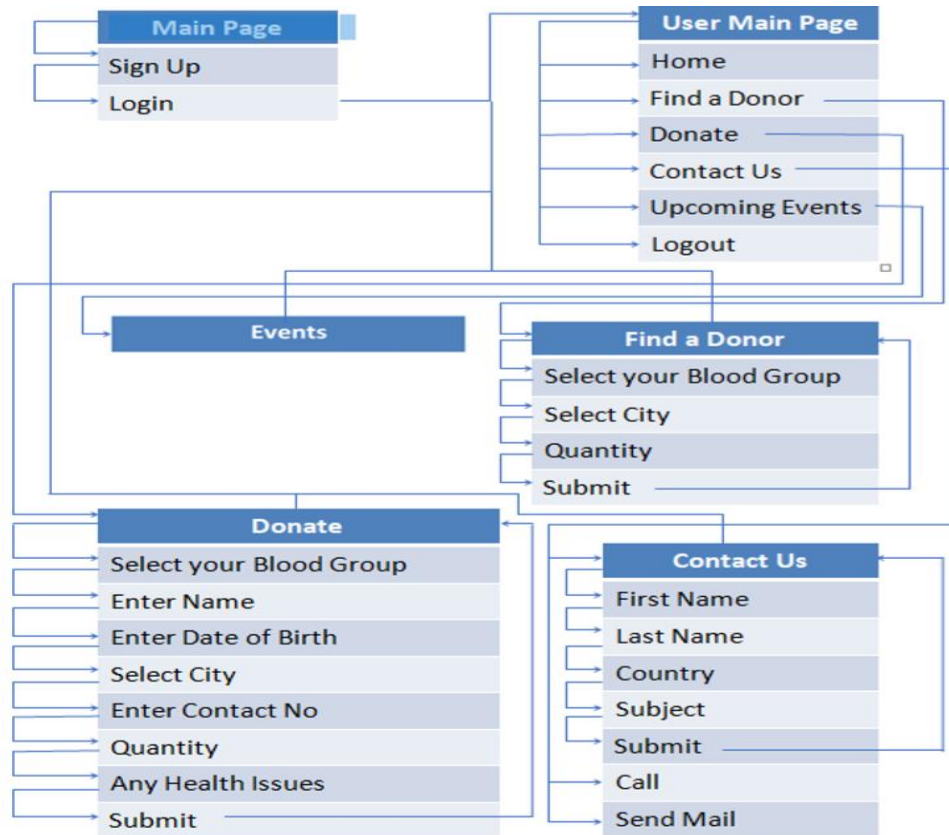 Main Page
Sign Up
Login
User Main Page
Home
Find a Donor
Donate
Contact Us
Upcoming Events
Logout
Events
Find a Donor
Select your Blood Group
Select City
Quantity
Submit
Donate
Select your Blood Group
Enter Name
Enter Date of Birth
Select City
Enter Contact No
Quantity
Any Health Issues
Submit
Contact Us
First Name
Last Name
Country
Subject
Submit
Call
Send Mail